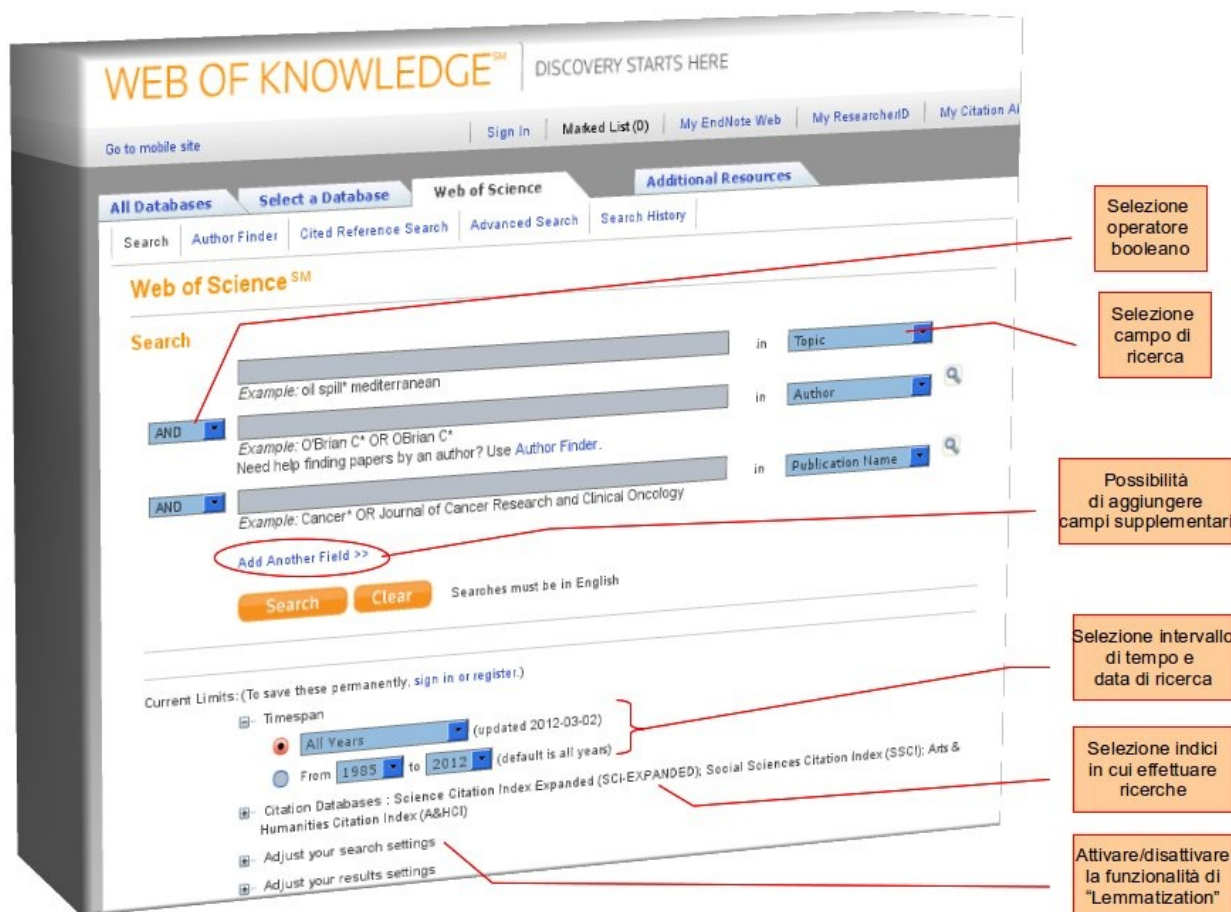 WEB OF KNOWLEDGE℠ DISCOVERY STARTS HERE
Go to mobile site Sign In Marked List (0) My EndNote Web My ResearcherID My Citation
All Databases Select a Database Web of Science Additional Resources
Search Author Finder Cited Reference Search Advanced Search Search History
Web of Science℠
Search
in Topic
Example: oil spill* mediterranean
AND in Author
Example: O'Brian C* OR OBrian C*
Need help finding papers by an author? Use Author Finder.
AND in Publication Name
Example: Cancer* OR Journal of Cancer Research and Clinical Oncology
Add Another Field >>
Search Clear Searches must be in English
Current Limits: (To save these permanently, sign in or register.)
Timespan
All Years (updated 2012-03-02)
From 1985 to 2012 (default is all years)
Citation Databases : Science Citation Index Expanded (SCI-EXPANDED); Social Sciences Citation Index (SSCI); Arts &
Humanities Citation Index (A&HCI)
Adjust your search settings
Adjust your results settings
Selezione
operatore
booleano
Selezione
campo di
ricerca
Possibilità
di aggiungere
campi supplementari
Selezione intervallo
di tempo e
data di ricerca
Selezione indici
in cui effettuare
ricerche
Attivare/disattivare
la funzionalità di
"Lemmatization"